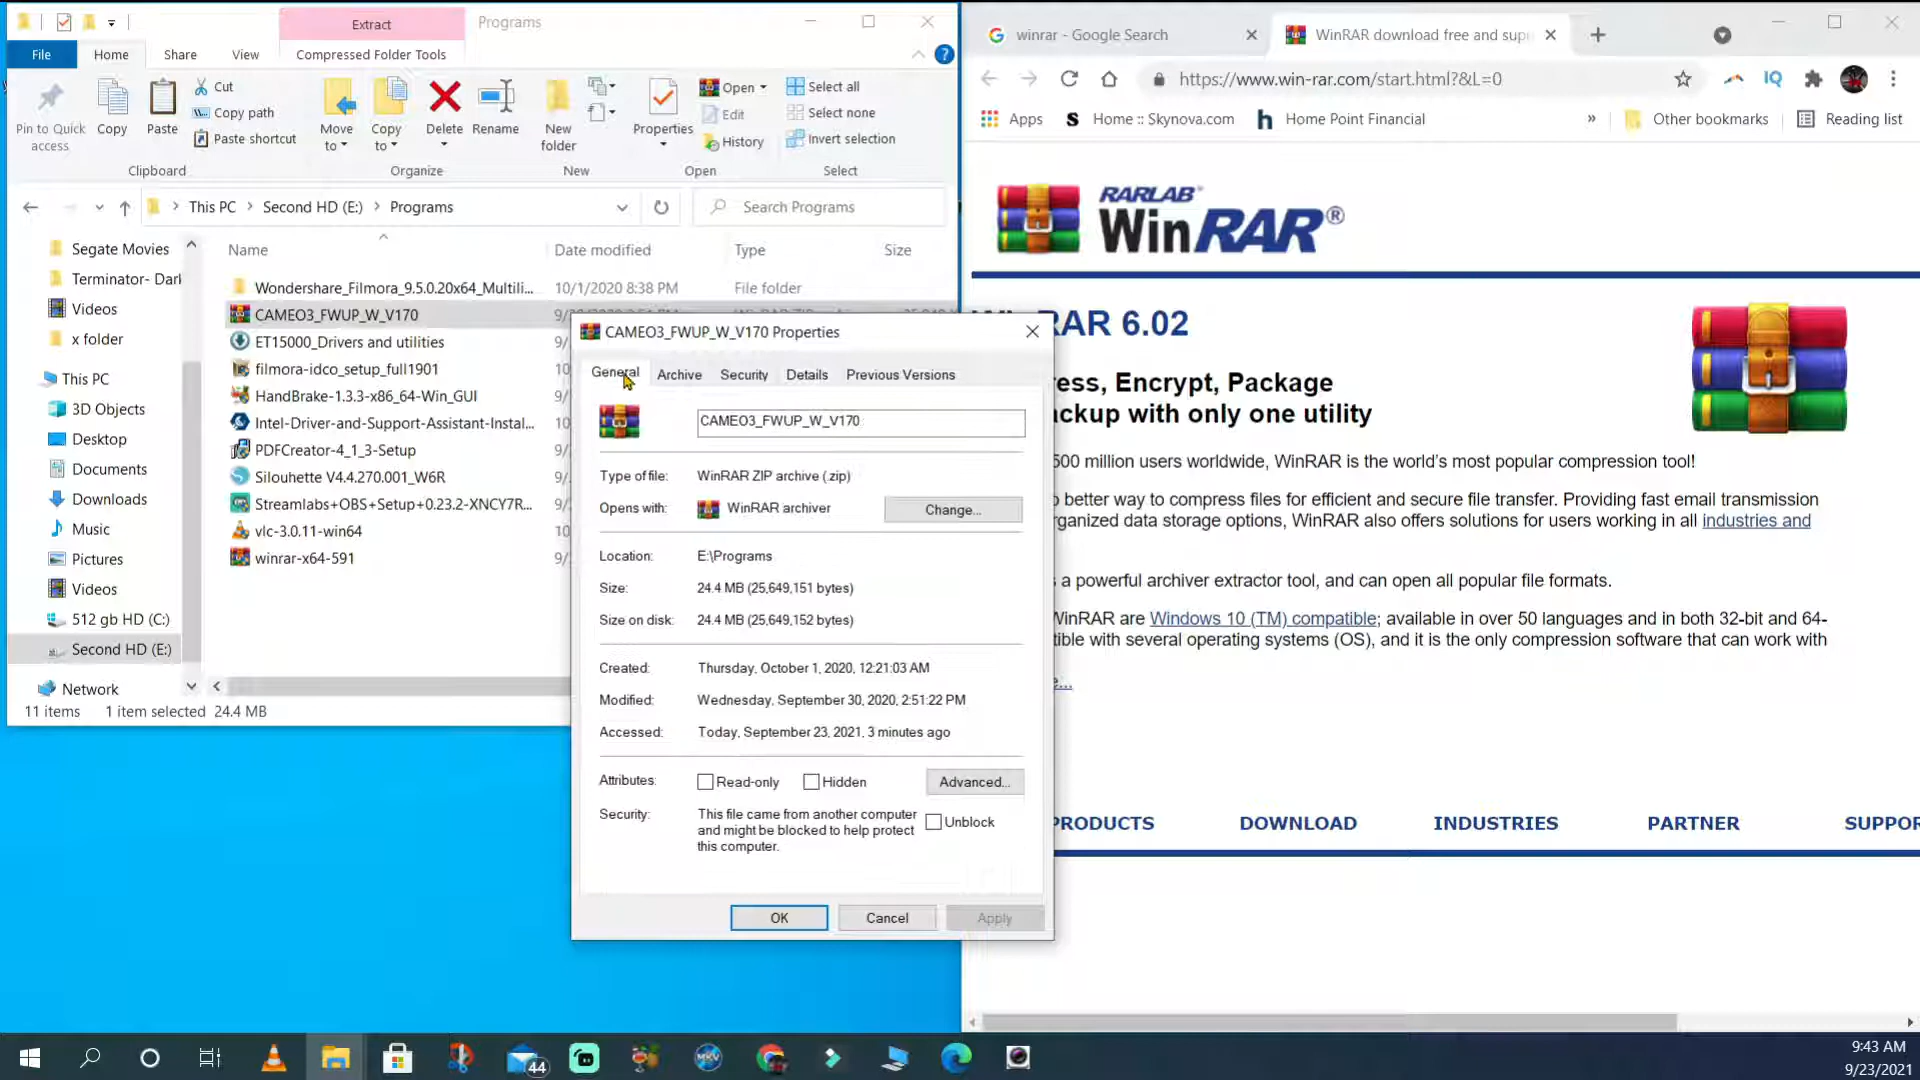 Extract
Programs
File
Home
Share
View
Compressed Folder Tools
Pin to Quick
access
Copy
Paste
Cut
Copy path
Paste shortcut
Clipboard
Move
to
Copy
to
Delete
Rename
Organize
New
folder
New
Properties
Open
Edit
History
Open
Select all
Select none
Invert selection
Select
This PC
Second HD (E:)
Programs
Search Programs
Segate Movies
Terminator- Dark
Videos
x folder
This PC
3D Objects
Desktop
Documents
Downloads
Music
Pictures
Videos
512 gb HD (C:)
Second HD (E:)
Network
Name
Date modified
Type
Size
Wondershare_Filmora_9.5.0.20x64_Multili...
10/1/2020 8:38 PM
File folder
CAMEO3_FWUP_W_V170
ET15000_Drivers and utilities
filmora-idco_setup_full1901
HandBrake-1.3.3-x86_64-Win_GUI
Intel-Driver-and-Support-Assistant-Instal...
PDFCreator-4_1_3-Setup
Silouhette V4.4.270.001_W6R
Streamlabs+OBS+Setup+0.23.2-XNCY7R...
vlc-3.0.11-win64
winrar-x64-591
11 items
1 item selected
24.4 MB
CAMEO3_FWUP_W_V170 Properties
General
Archive
Security
Details
Previous Versions
CAMEO3_FWUP_W_V170
Type of file:
WinRAR ZIP archive (.zip)
Opens with:
WinRAR archiver
Change...
Location:
E:\Programs
Size:
24.4 MB (25,649,151 bytes)
Size on disk:
24.4 MB (25,649,152 bytes)
Created:
Thursday, October 1, 2020, 12:21:03 AM
Modified:
Wednesday, September 30, 2020, 2:51:22 PM
Accessed:
Today, September 23, 2021, 3 minutes ago
Attributes:
Read-only
Hidden
Advanced...
Security:
This file came from another computer
and might be blocked to help protect
this computer.
Unblock
OK
Cancel
Apply
winrar - Google Search
WinRAR download free and sup
https://www.win-rar.com/start.html?&L=0
IQ
Apps
Home :: Skynova.com
Home Point Financial
»
Other bookmarks
Reading list
RARLAB
WinRAR®
RAR 6.02
ress, Encrypt, Package
ackup with only one utility
500 million users worldwide, WinRAR is the world's most popular compression tool!
better way to compress files for efficient and secure file transfer. Providing fast email transmission
rganized data storage options, WinRAR also offers solutions for users working in all industries and
a powerful archiver extractor tool, and can open all popular file formats.
WinRAR are Windows 10 (TM) compatible; available in over 50 languages and in both 32-bit and 64-
tible with several operating systems (OS), and it is the only compression software that can work with
PRODUCTS
DOWNLOAD
INDUSTRIES
PARTNER
SUPPOR
44
MKV
9:43 AM
9/23/2021